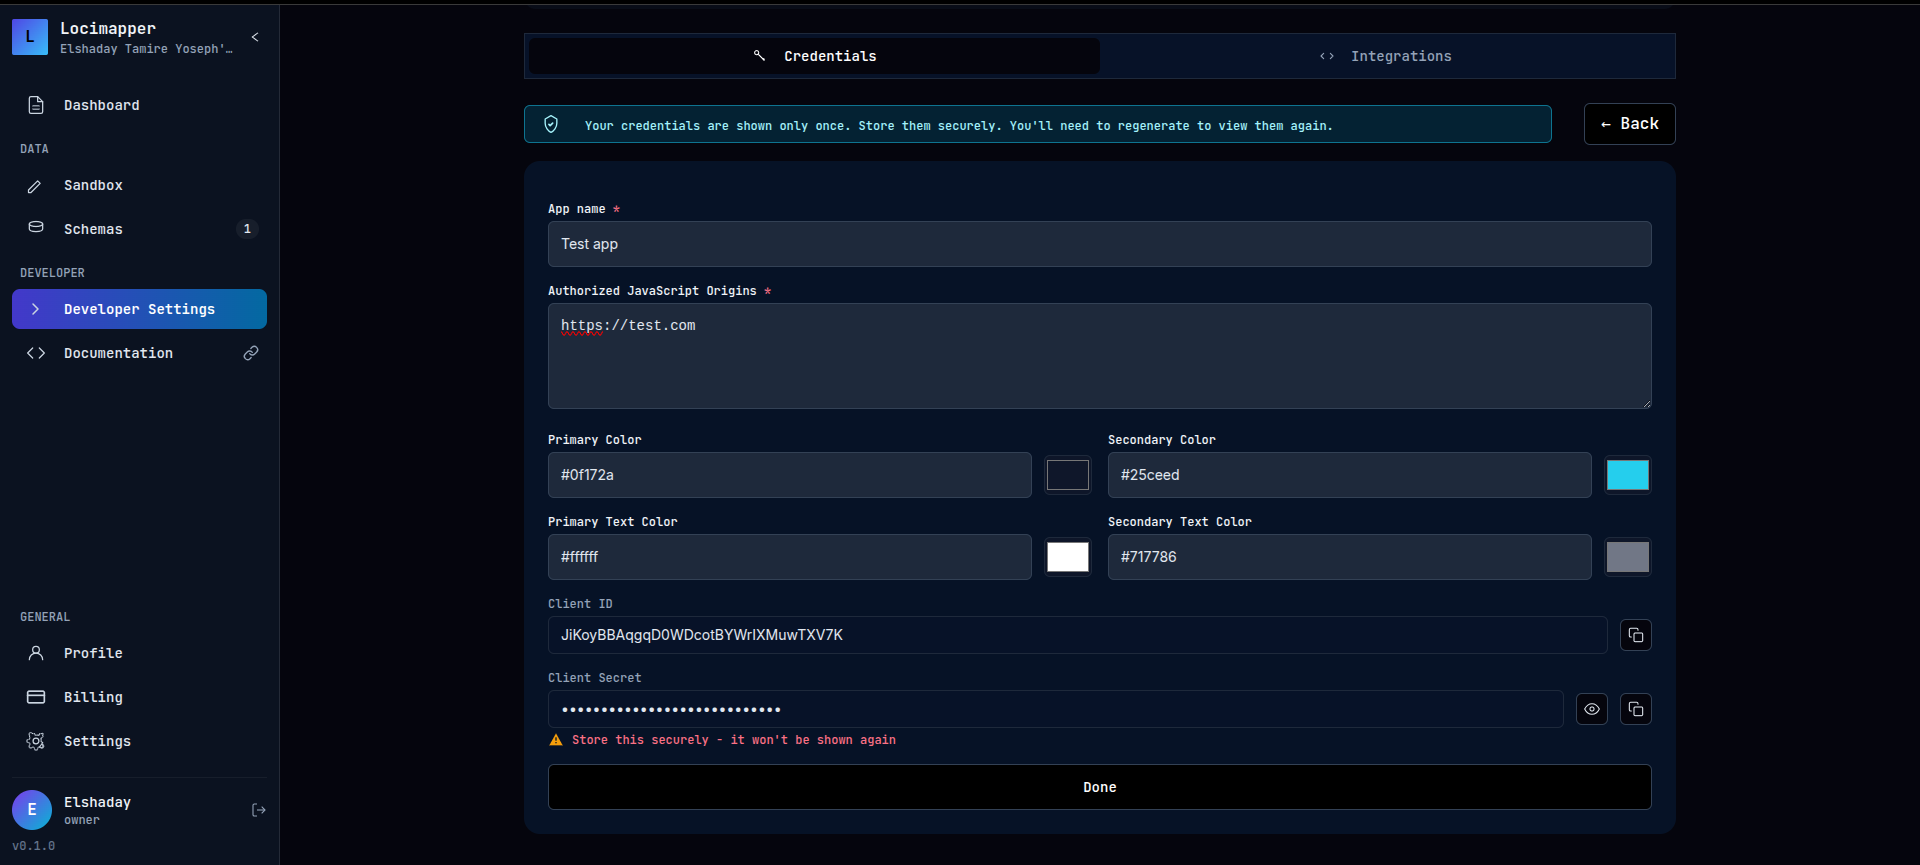 L
Locimapper
Elshaday Tamire Yoseph'…
Dashboard
DATA
Sandbox
Schemas
1
DEVELOPER
Developer Settings
Documentation
GENERAL
Profile
Billing
Settings
E
Elshaday
owner
v0.1.0
Credentials
Integrations
Your credentials are shown only once. Store them securely. You'll need to regenerate to view them again.
← Back
App name *
Test app
Authorized JavaScript Origins *
https://test.com
Primary Color
#0f172a
Secondary Color
#25ceed
Primary Text Color
#ffffff
Secondary Text Color
#717786
Client ID
JiKoyBBAqgqD0WDcotBYWrIXMuwTXV7K
Client Secret
••••••••••••••••••••••••••••
Store this securely - it won't be shown again
Done